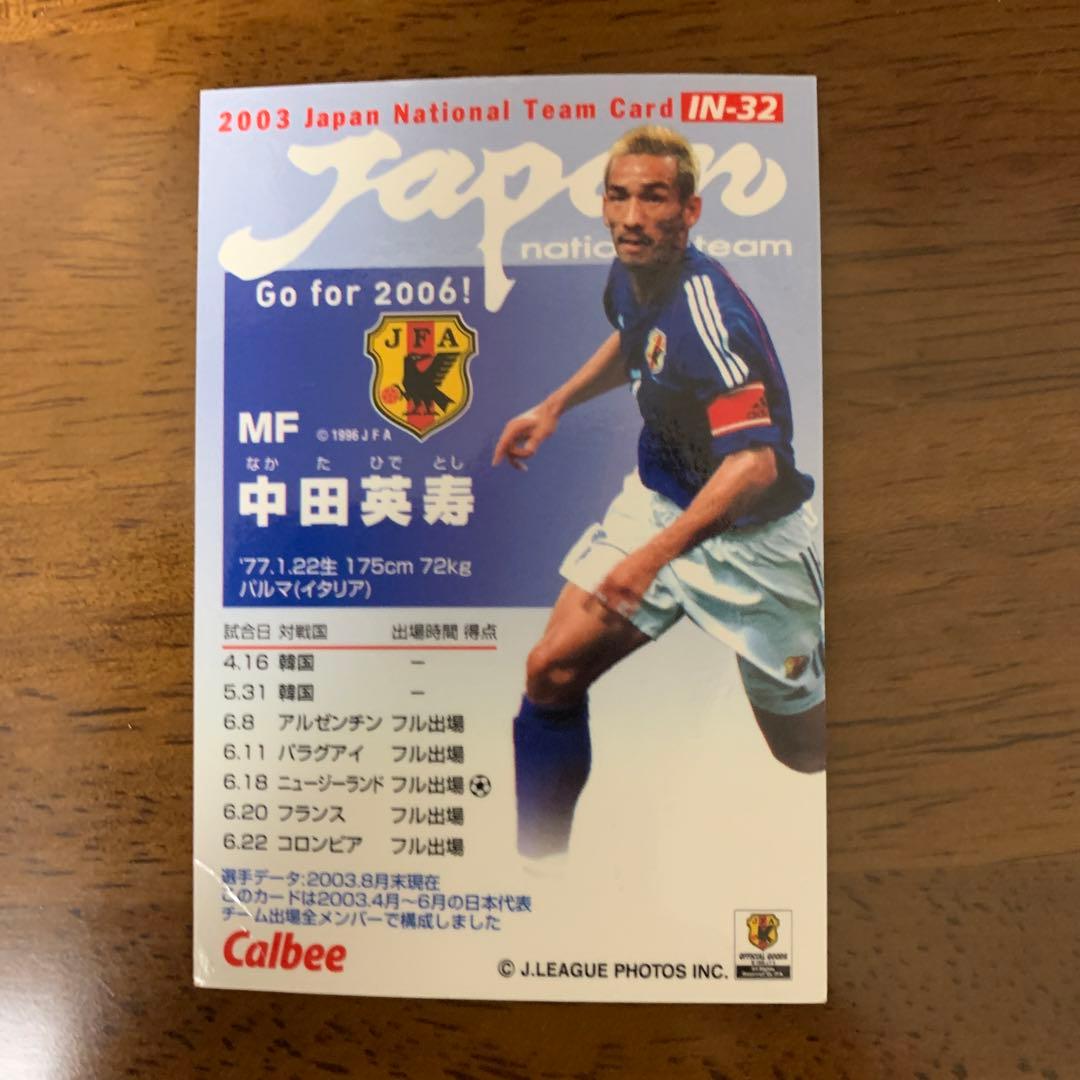 2003 Japan National Team Card IN-32
Japan
national team
Go for 2006!
JFA
MF ©1996 JFA
なか た ひで とし
中田英寿
'77.1.22生 175cm 72kg
パルマ(イタリア)
試合日 対戦国 出場時間 得点
4.16 韓国 −
5.31 韓国 −
6.8 アルゼンチン フル出場
6.11 パラグアイ フル出場
6.18 ニュージーランド フル出場
6.20 フランス フル出場
6.22 コロンビア フル出場
選手データ:2003.8月末現在
このカードは2003.4月〜6月の日本代表
チーム出場全メンバーで構成しました
Calbee
© J.LEAGUE PHOTOS INC.
JFA
OFFICIAL GOODS